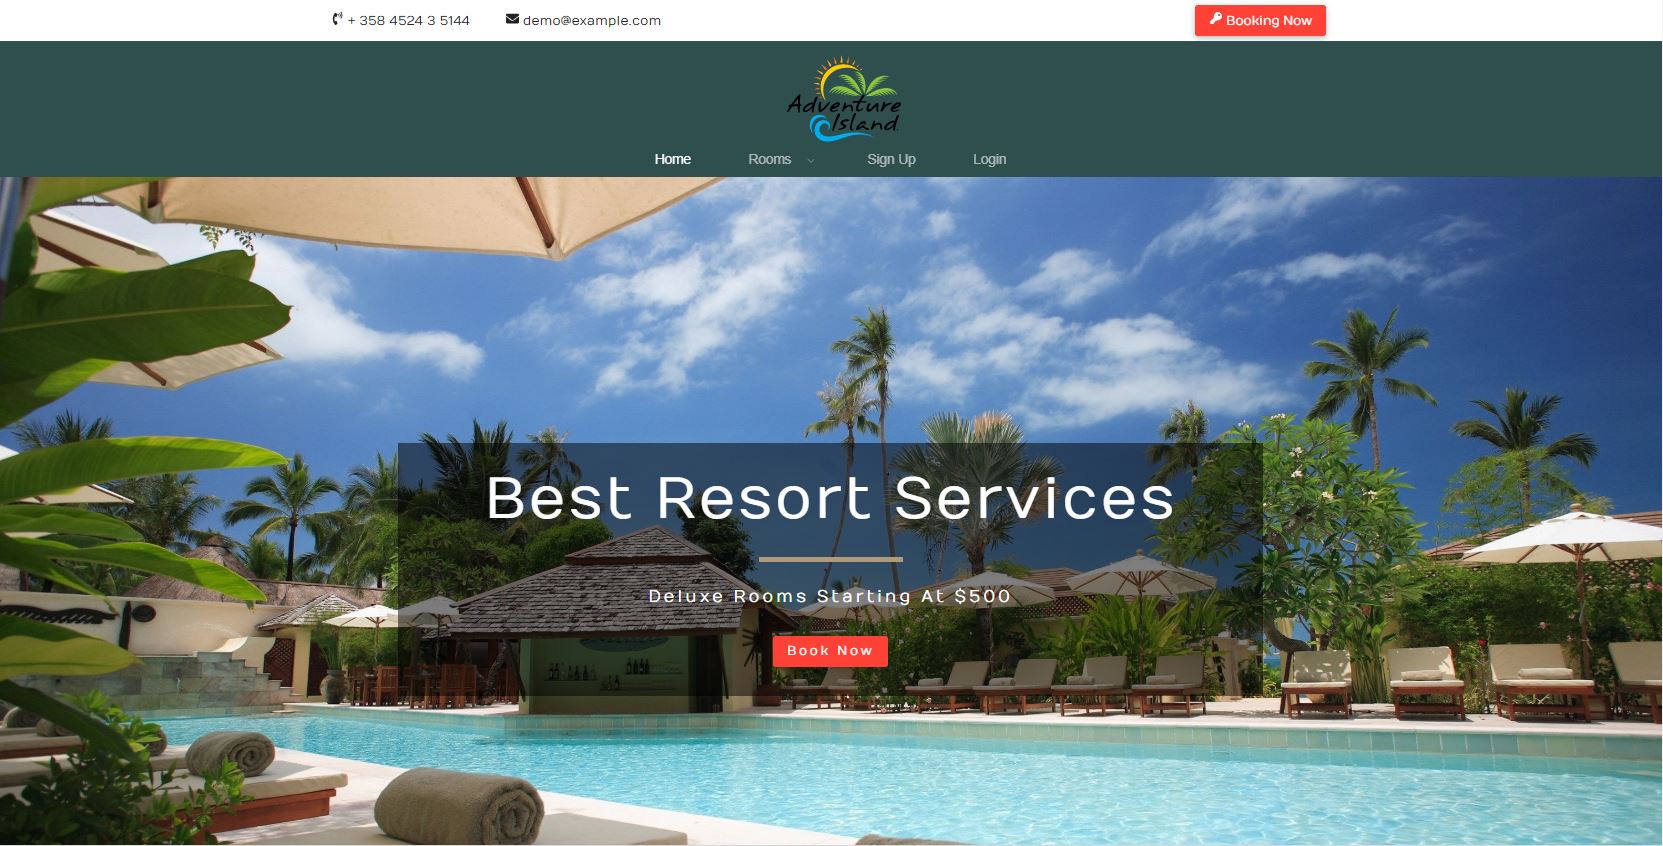 + 358 4524 3 5144 demo@example.com Booking Now
Adventure
Island
Home Rooms Sign Up Login
Best Resort Services
Deluxe Rooms Starting At $500
Book Now